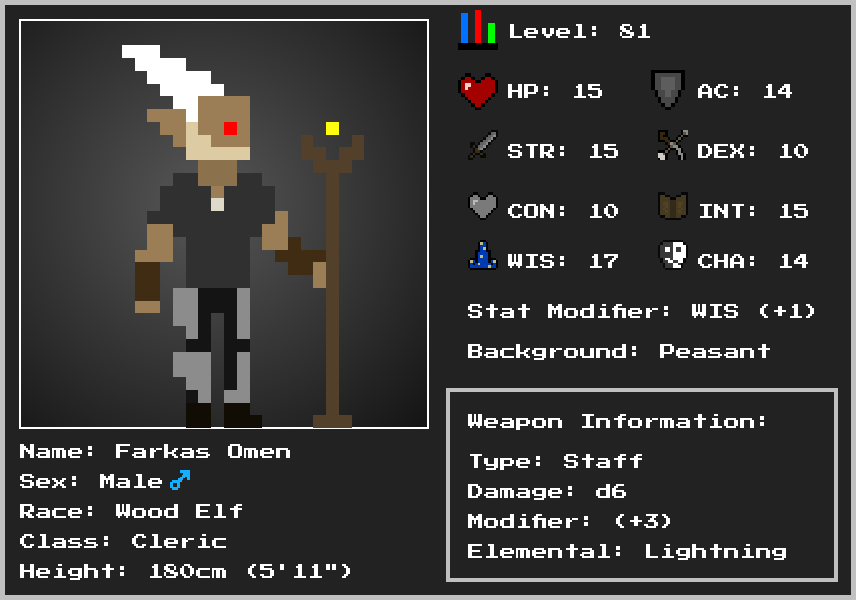 Level: 81
HP: 15
AC: 14
STR: 15
DEX: 10
CON: 10
INT: 15
WIS: 17
CHA: 14
Stat Modifier: WIS (+1)
Background: Peasant
Weapon Information:
Type: Staff
Damage: d6
Modifier: (+3)
Elemental: Lightning
Name: Farkas Omen
Sex: Male♂
Race: Wood Elf
Class: Cleric
Height: 180cm (5'11")